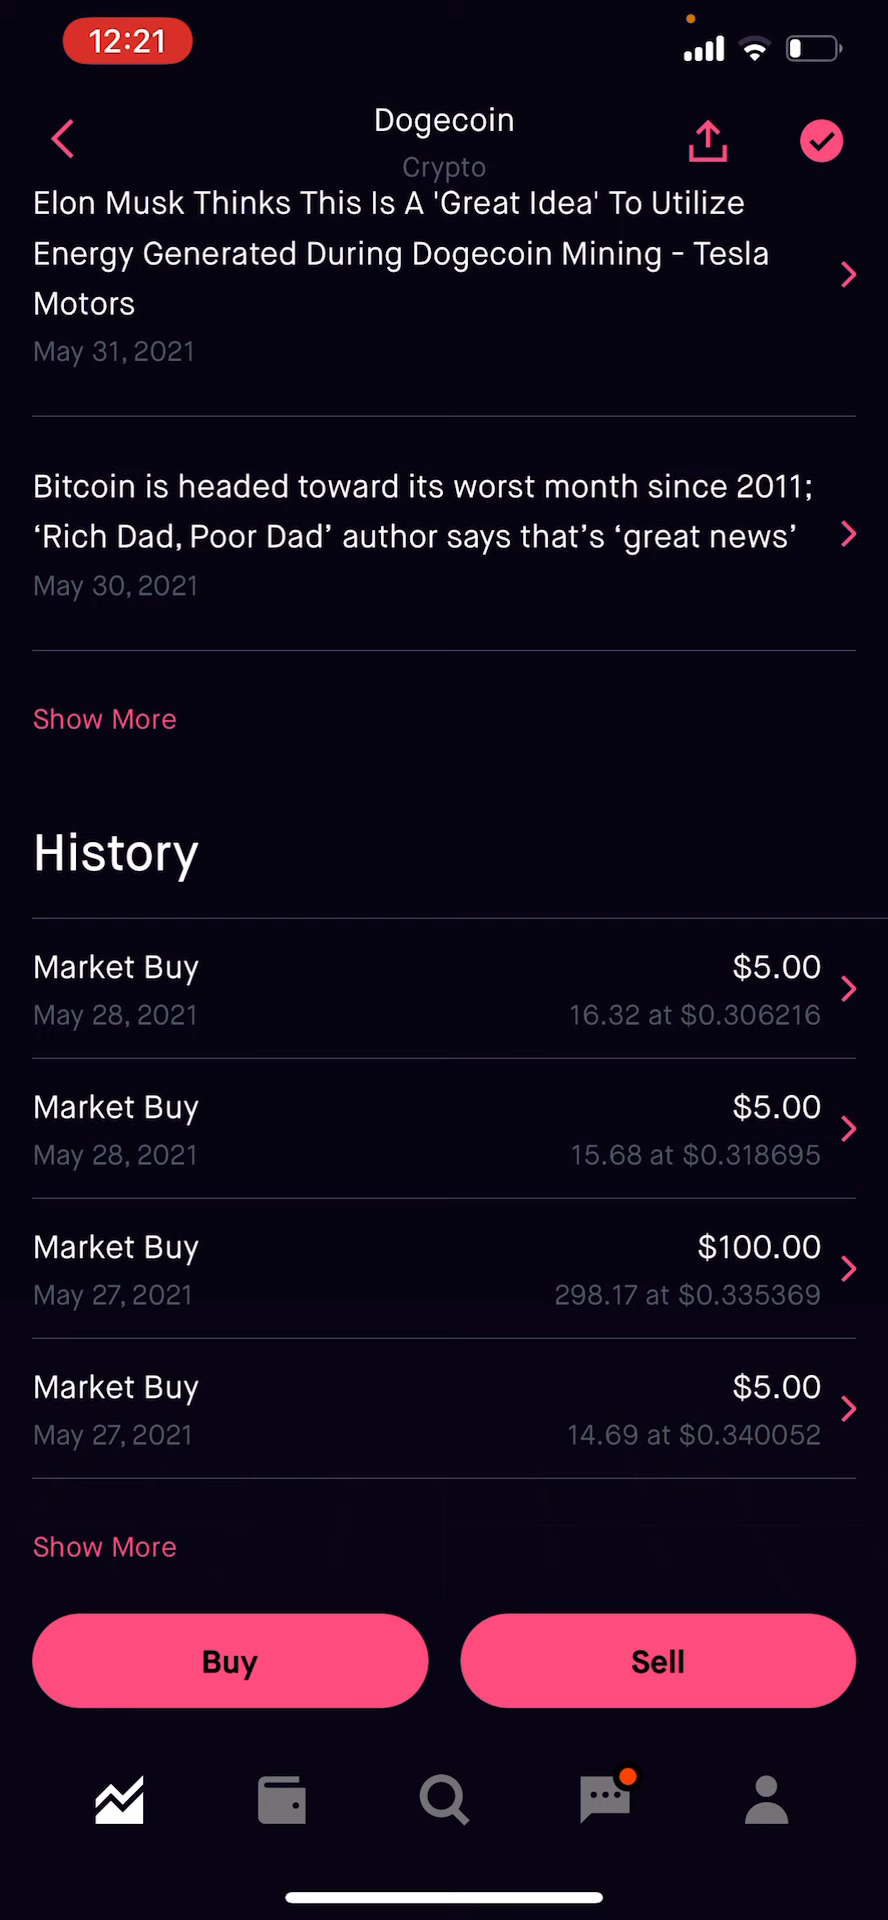 12:21
Dogecoin
Crypto
Elon Musk Thinks This Is A 'Great Idea' To Utilize
Energy Generated During Dogecoin Mining - Tesla
Motors
May 31, 2021
Bitcoin is headed toward its worst month since 2011;
‘Rich Dad, Poor Dad’ author says that’s ‘great news’
May 30, 2021
Show More
History
Market Buy
$5.00
May 28, 2021
16.32 at $0.306216
Market Buy
$5.00
May 28, 2021
15.68 at $0.318695
Market Buy
$100.00
May 27, 2021
298.17 at $0.335369
Market Buy
$5.00
May 27, 2021
14.69 at $0.340052
Show More
Buy
Sell